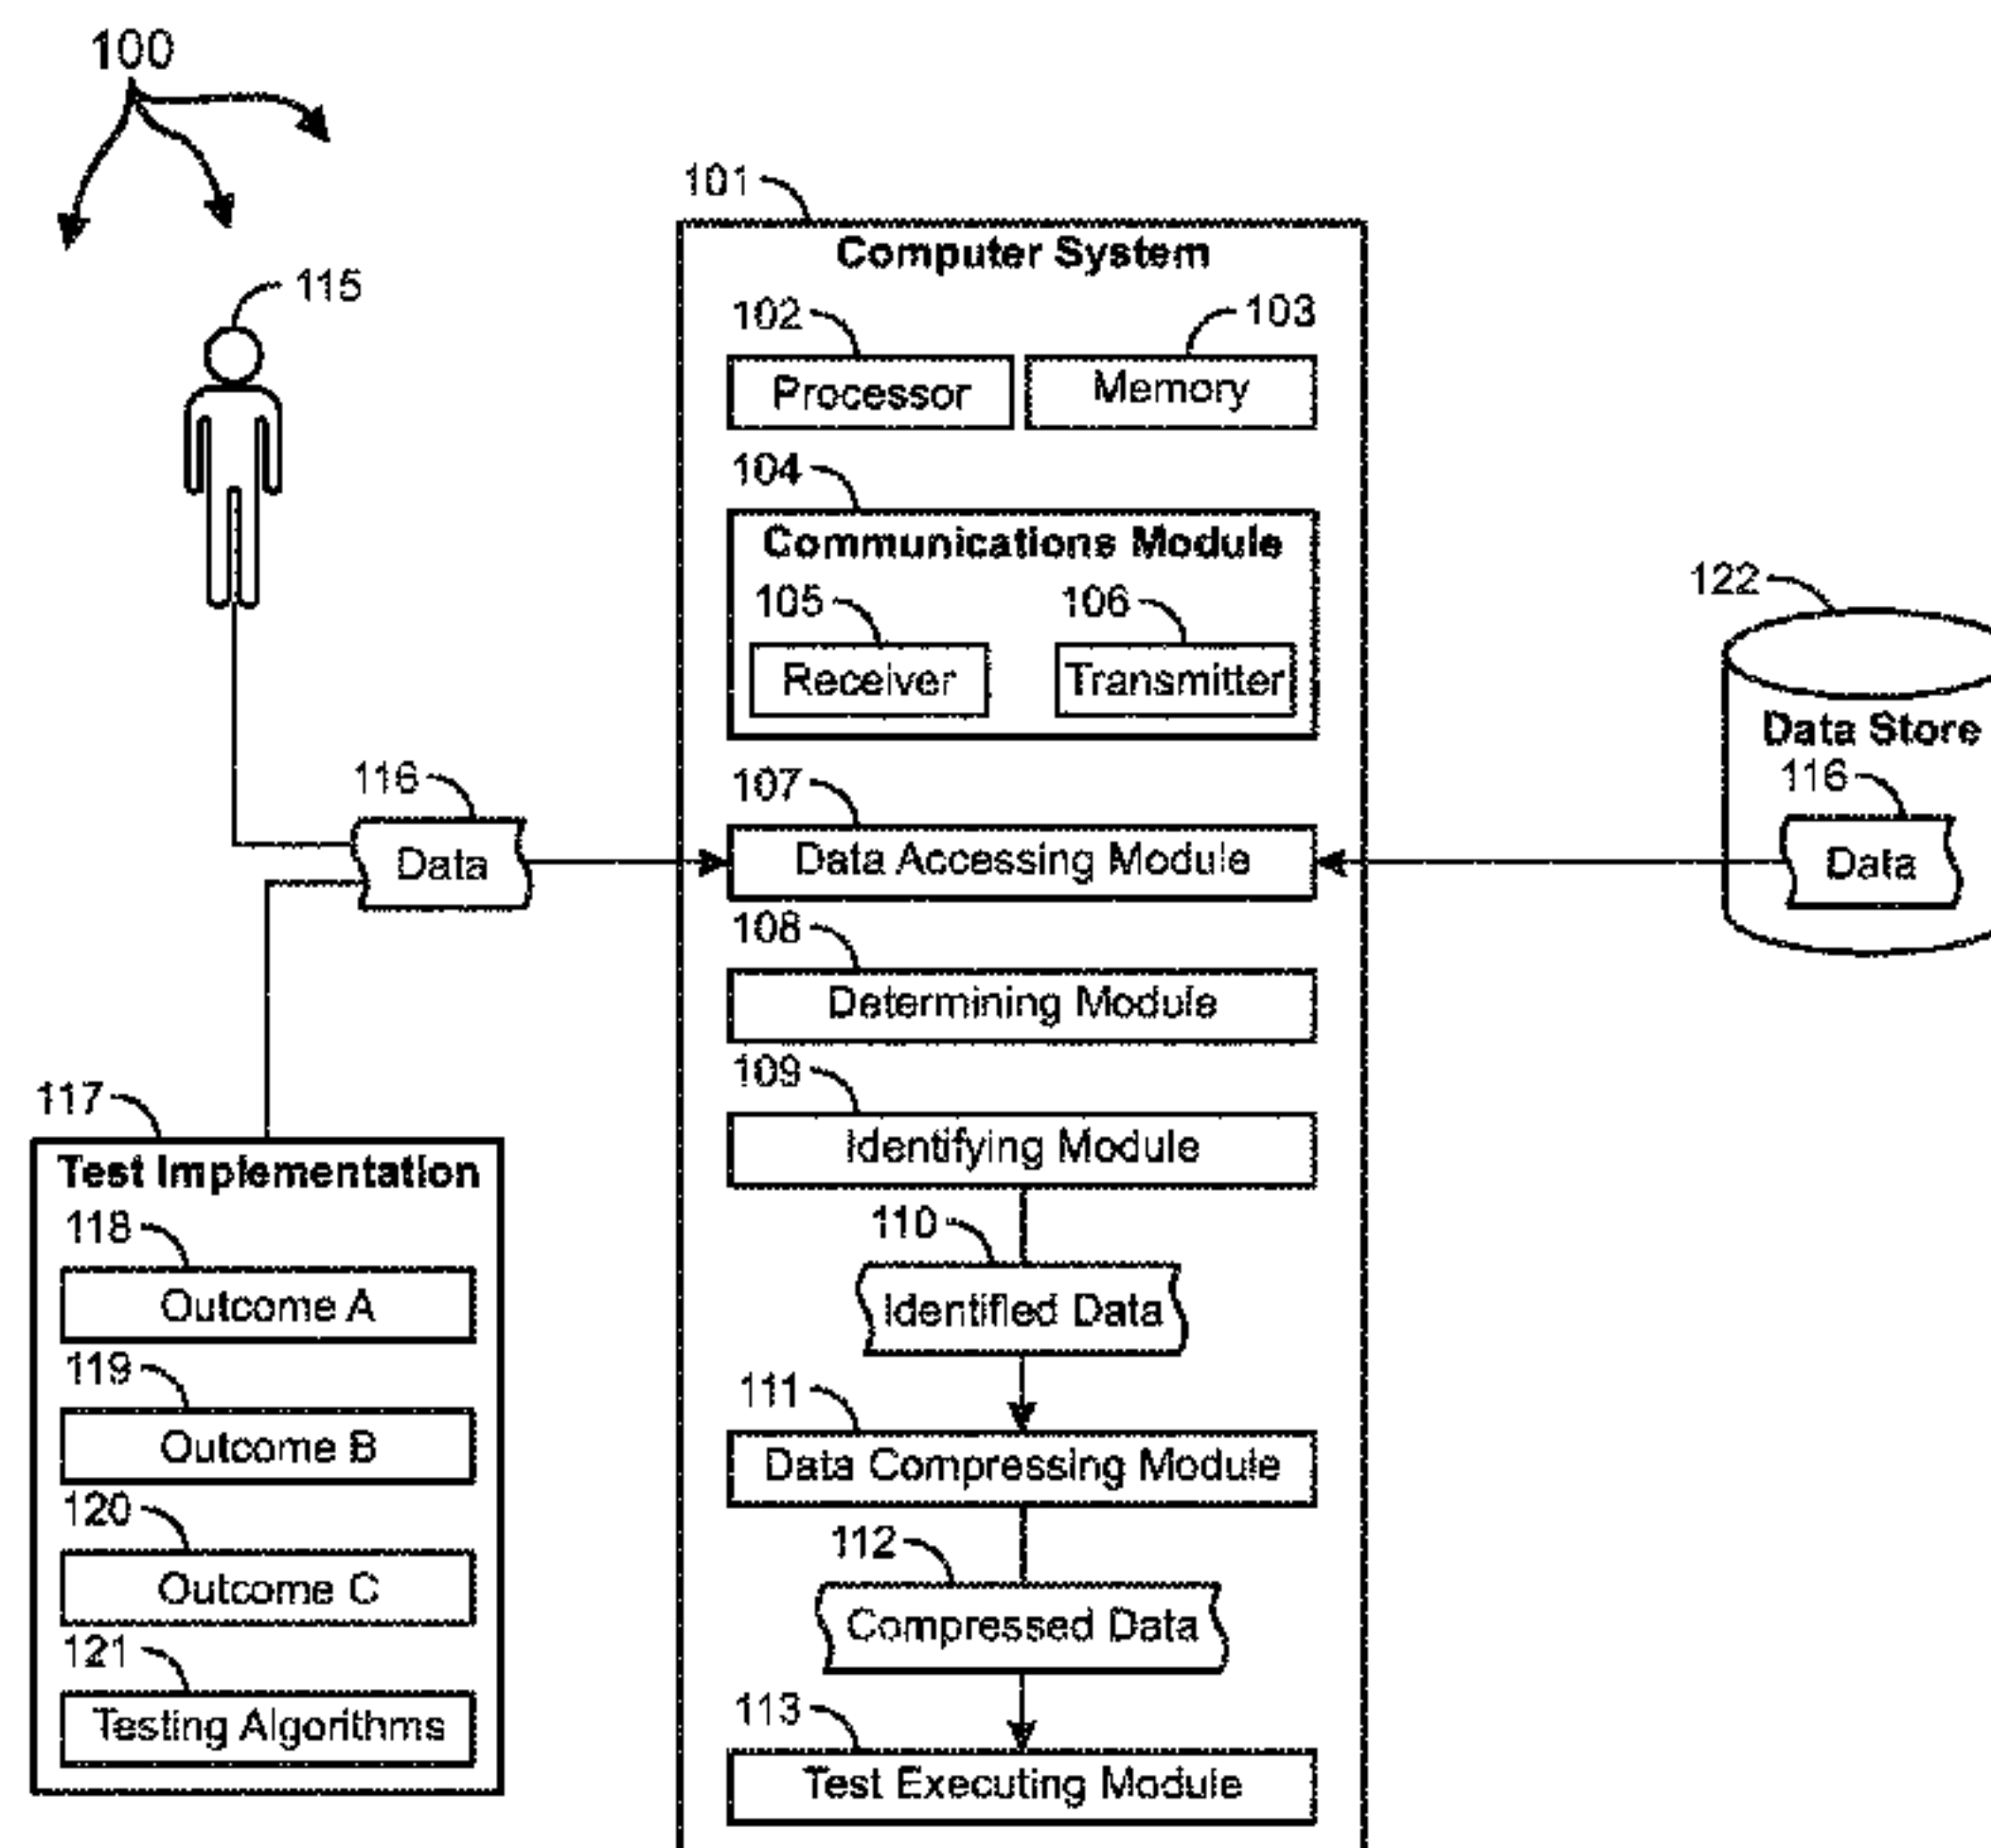 100
101
Computer System
115
102
103
Processor
Memory
104
Communications Module
105
106
Receiver
Transmitter
122
Data Store
116
Data
116
Data
107
Data Accessing Module
108
Determining Module
109
Identifying Module
110
Identified Data
111
Data Compressing Module
112
Compressed Data
113
Test Executing Module
117
Test Implementation
118
Outcome A
119
Outcome B
120
Outcome C
121
Testing Algorithms